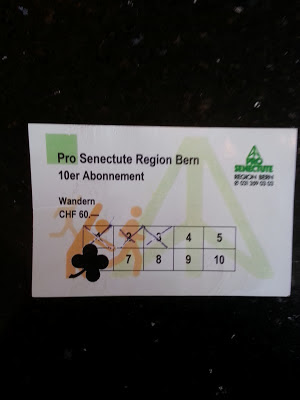 Pro Senectute Region Bern
10er Abonnement
PRO
SENECTUTE
REGION BERN
Wandern
CHF 60.—
1 2 3 4 5
7 8 9 10